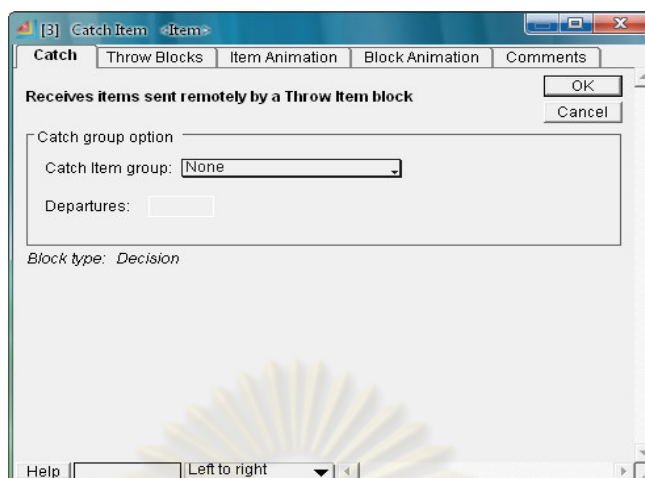 [3] Catch Item <Item>
Catch
Throw Blocks
Item Animation
Block Animation
Comments
Receives items sent remotely by a Throw Item block
OK
Cancel
Catch group option
Catch Item group: None
Departures:
Block type: Decision
Help
Left to right